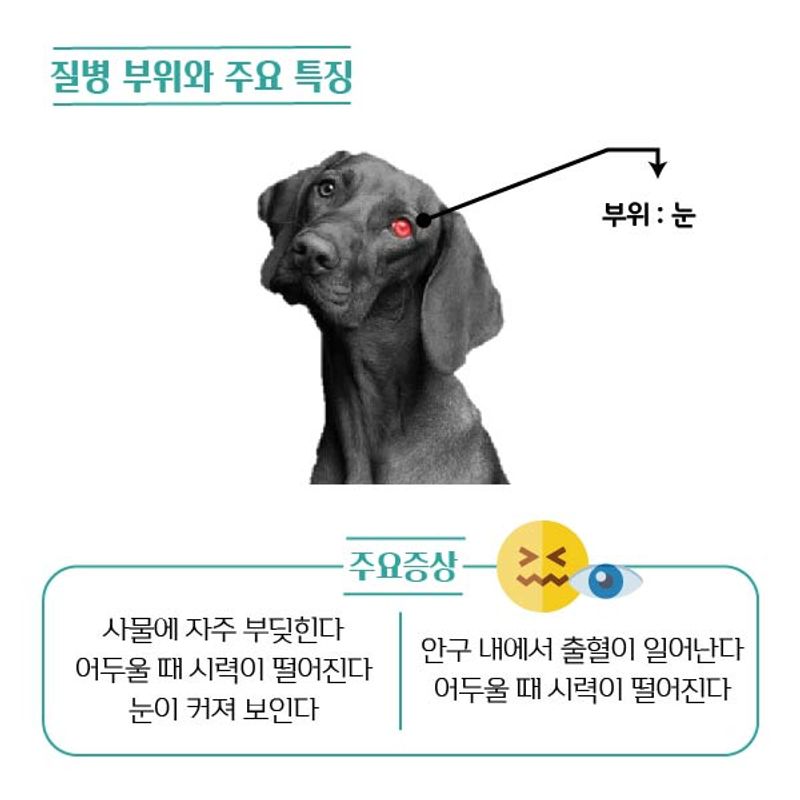 질병 부위와 주요 특징
부위 : 눈
주요증상
사물에 자주 부딪힌다
어두울 때 시력이 떨어진다
눈이 커져 보인다
안구 내에서 출혈이 일어난다
어두울 때 시력이 떨어진다